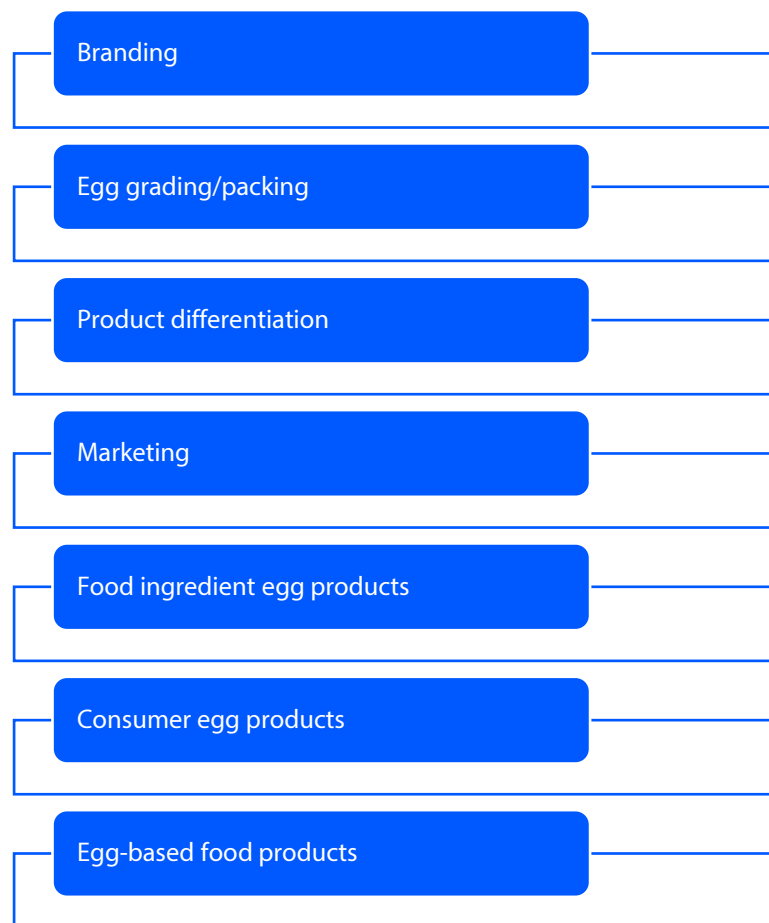 Branding
Egg grading/packing
Product differentiation
Marketing
Food ingredient egg products
Consumer egg products
Egg-based food products